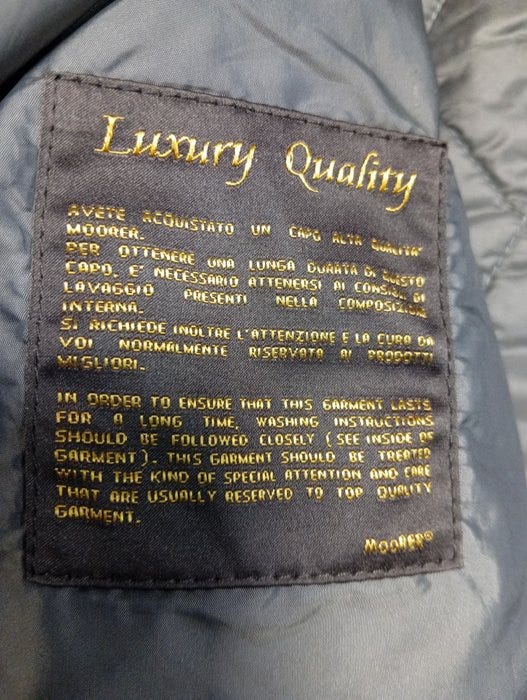 Luxury Quality
AVETE ACQUISTATO UN CAPO ALTA QUALITA'
MOORER.
PER OTTENERE UNA LUNGA DURATA DI QUESTO
CAPO, E' NECESSARIO ATTENERSI AI CONSIGLI DI
LAVAGGIO PRESENTI NELLA COMPOSIZIONE
INTERNA.
SI RICHIEDE INOLTRE L'ATTENZIONE E LA CURA DA
VOI NORMALMENTE RISERVATA AI PRODOTTI
MIGLIORI.
IN ORDER TO ENSURE THAT THIS GARMENT LASTS
FOR A LONG TIME, WASHING INSTRUCTIONS
SHOULD BE FOLLOWED CLOSELY (SEE INSIDE OF
GARMENT). THIS GARMENT SHOULD BE TREATED
WITH THE KIND OF SPECIAL ATTENTION AND CARE
THAT ARE USUALLY RESERVED TO TOP QUALITY
GARMENT.
MOORER®